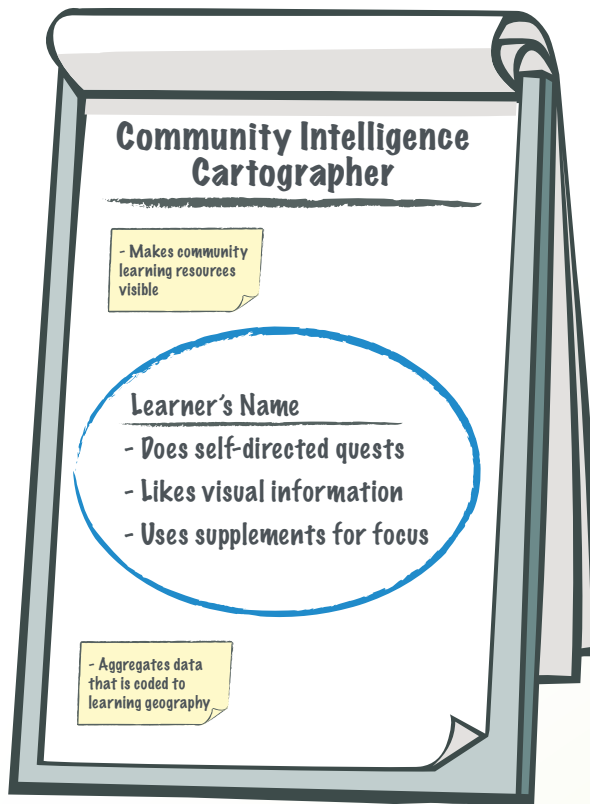 Community Intelligence
Cartographer
- Makes community
learning resources
visible
Learner's Name
- Does self-directed quests
- Likes visual information
- Uses supplements for focus
- Aggregates data
that is coded to
learning geography